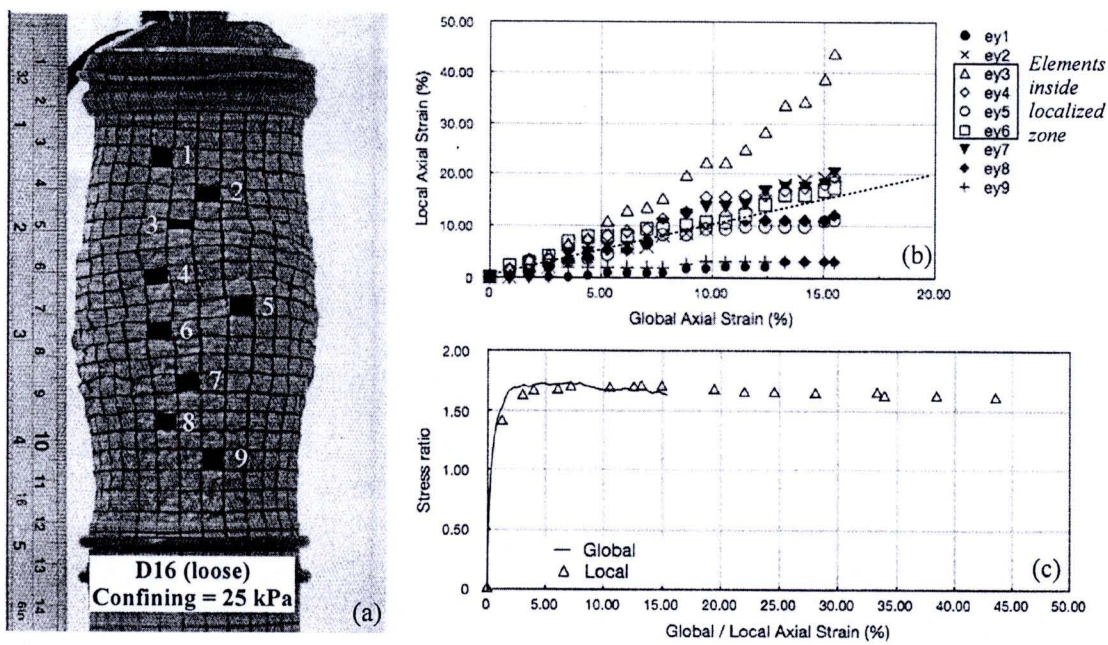 1
2
3
4
5
6
7
8
9
D16 (loose)
Confining = 25 kPa
(a)
50.00
40.00
30.00
20.00
10.00
0
Local Axial Strain (%)
0
5.00
10.00
15.00
20.00
Global Axial Strain (%)
(b)
ey1
ey2
ey3
ey4
ey5
ey6
ey7
ey8
ey9
Elements
inside
localized
zone
2.00
1.50
1.00
0.50
0
Stress ratio
Global
Local
(c)
0
5.00
10.00
15.00
20.00
25.00
30.00
35.00
40.00
45.00
50.00
Global / Local Axial Strain (%)